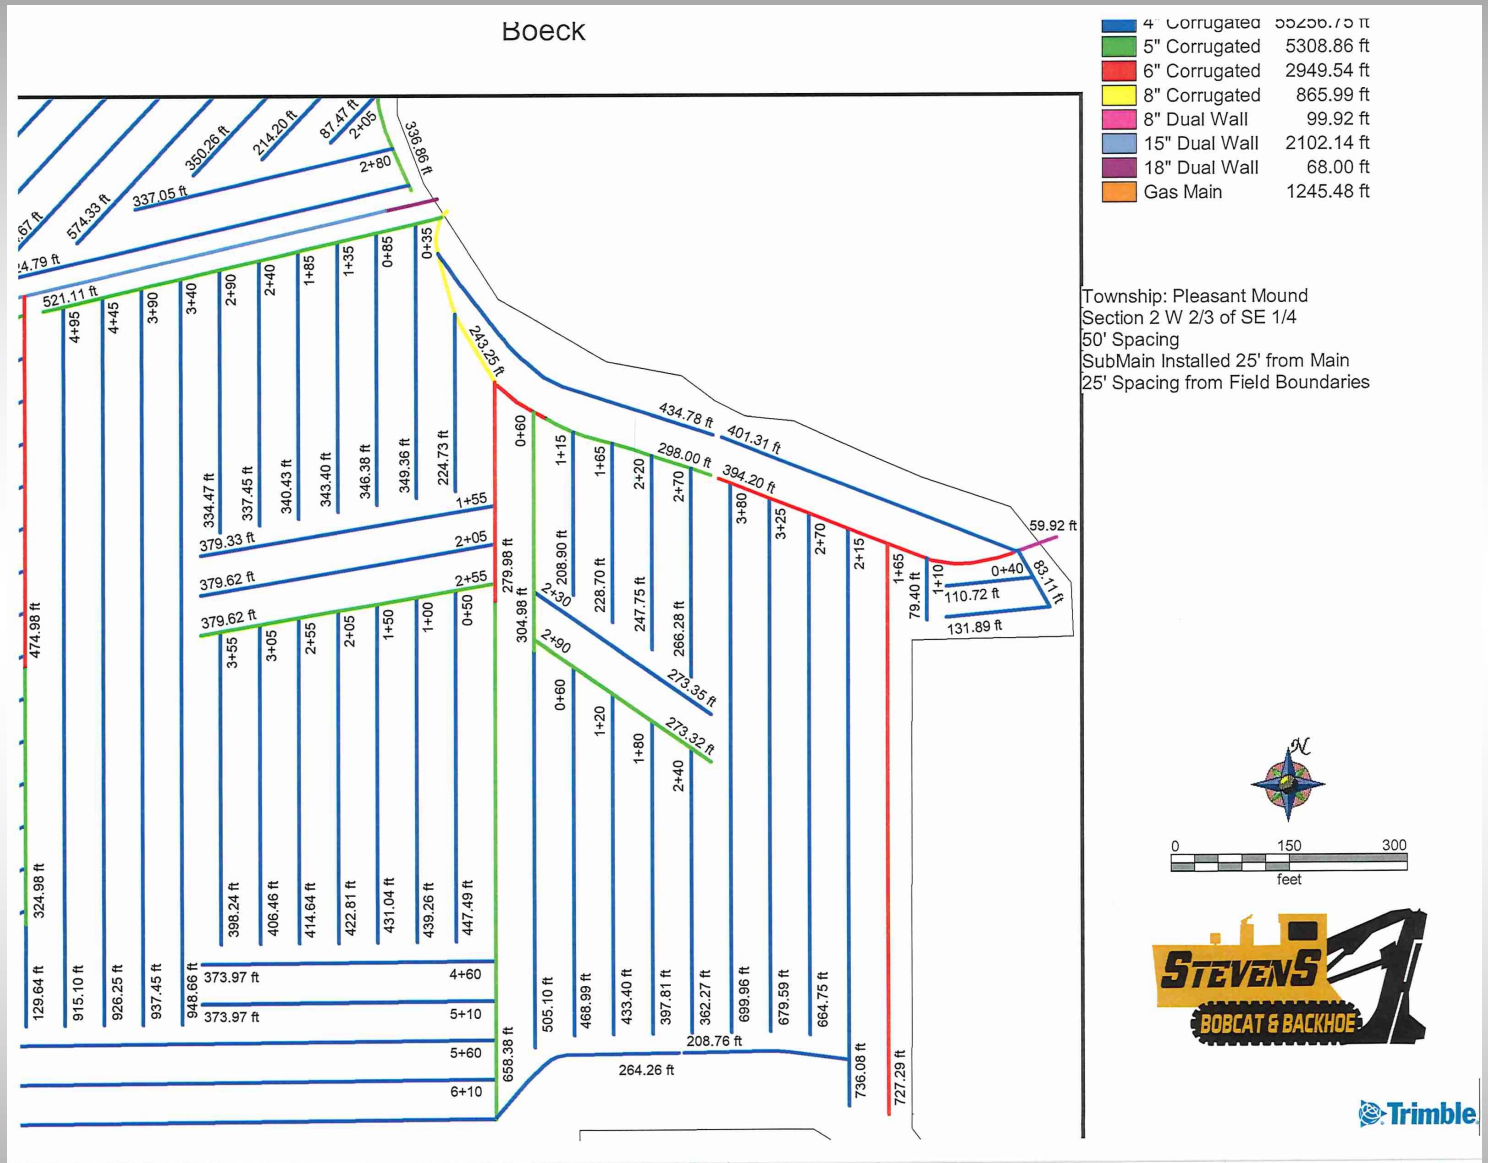 Boeck
4" Corrugated 55256.75 ft
5" Corrugated 5308.86 ft
6" Corrugated 2949.54 ft
8" Corrugated 865.99 ft
8" Dual Wall 99.92 ft
15" Dual Wall 2102.14 ft
18" Dual Wall 68.00 ft
Gas Main 1245.48 ft
350.26 ft
214.20 ft
87.47 ft
2+05
336.86 ft
2+80
337.05 ft
574.33 ft
.67 ft
24.79 ft
521.11 ft
4+95
4+45
3+90
3+40
2+90
2+40
1+85
1+35
0+85
0+35
243.25 ft
Township: Pleasant Mound
Section 2 W 2/3 of SE 1/4
50' Spacing
SubMain Installed 25' from Main
25' Spacing from Field Boundaries
434.78 ft
401.31 ft
0+60
1+15
1+65
2+20
2+70
298.00 ft
394.20 ft
3+80
3+25
2+70
2+15
1+65
1+10
334.47 ft
337.45 ft
340.43 ft
343.40 ft
346.38 ft
349.36 ft
224.73 ft
1+55
379.33 ft
2+05
379.62 ft
2+55
379.62 ft
279.98 ft
304.98 ft
208.90 ft
228.70 ft
247.75 ft
266.28 ft
79.40 ft
59.92 ft
83.11 ft
0+40
110.72 ft
131.89 ft
2+30
273.35 ft
2+90
273.32 ft
474.98 ft
3+55
3+05
2+55
2+05
1+50
1+00
0+50
0+60
1+20
1+80
2+40
324.98 ft
398.24 ft
406.46 ft
414.64 ft
422.81 ft
431.04 ft
439.26 ft
447.49 ft
129.64 ft
915.10 ft
926.25 ft
937.45 ft
948.66 ft
373.97 ft
4+60
373.97 ft
5+10
5+60
6+10
658.38 ft
505.10 ft
468.99 ft
433.40 ft
397.81 ft
362.27 ft
699.96 ft
679.59 ft
664.75 ft
736.08 ft
727.29 ft
208.76 ft
264.26 ft
N
0 150 300
feet
STEVENS
BOBCAT & BACKHOE
Trimble